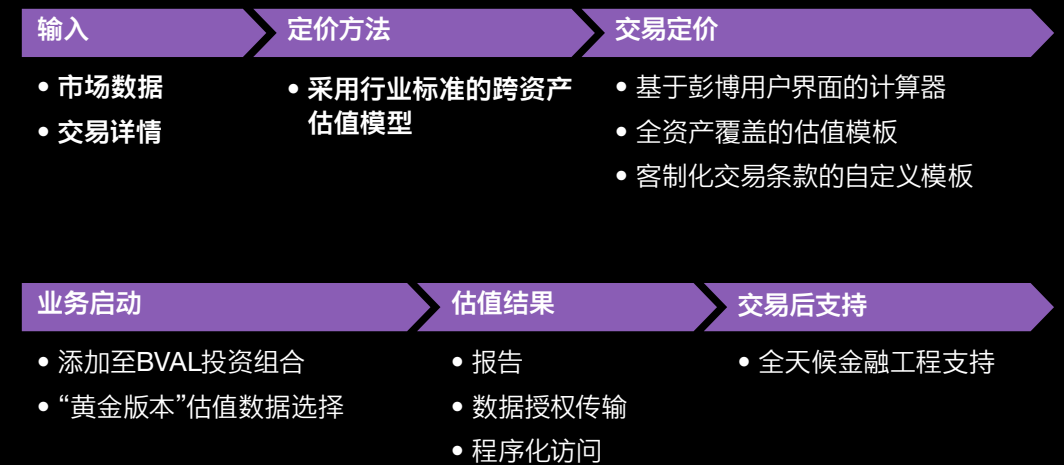 输入
定价方法
交易定价
• 市场数据
• 交易详情
• 采用行业标准的跨资产
估值模型
• 基于彭博用户界面的计算器
• 全资产覆盖的估值模板
• 客制化交易条款的自定义模板
业务启动
估值结果
交易后支持
• 添加至BVAL投资组合
• “黄金版本”估值数据选择
• 报告
• 数据授权传输
• 程序化访问
• 全天候金融工程支持